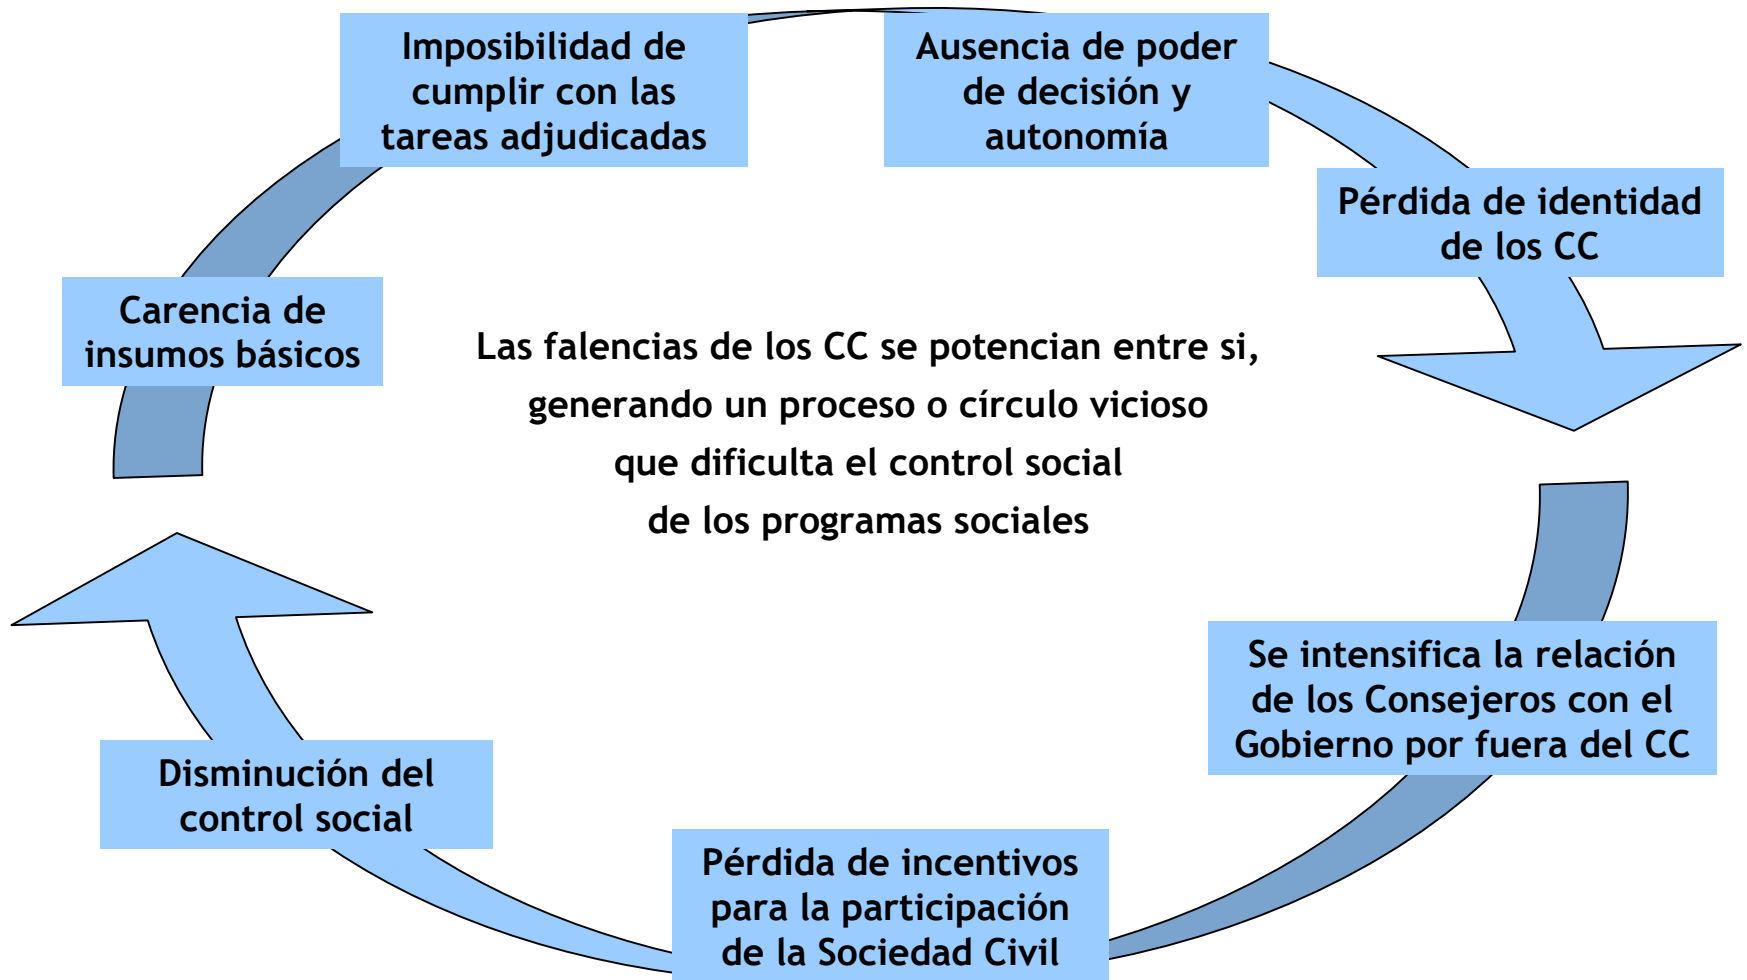 Imposibilidad de
cumplir con las
tareas adjudicadas
Ausencia de poder
de decisión y
autonomía
Pérdida de identidad
de los CC
Carencia de
insumos básicos
Las falencias de los CC se potencian entre si,
generando un proceso o círculo vicioso
que dificulta el control social
de los programas sociales
Se intensifica la relación
de los Consejeros con el
Gobierno por fuera del CC
Disminución del
control social
Pérdida de incentivos
para la participación
de la Sociedad Civil